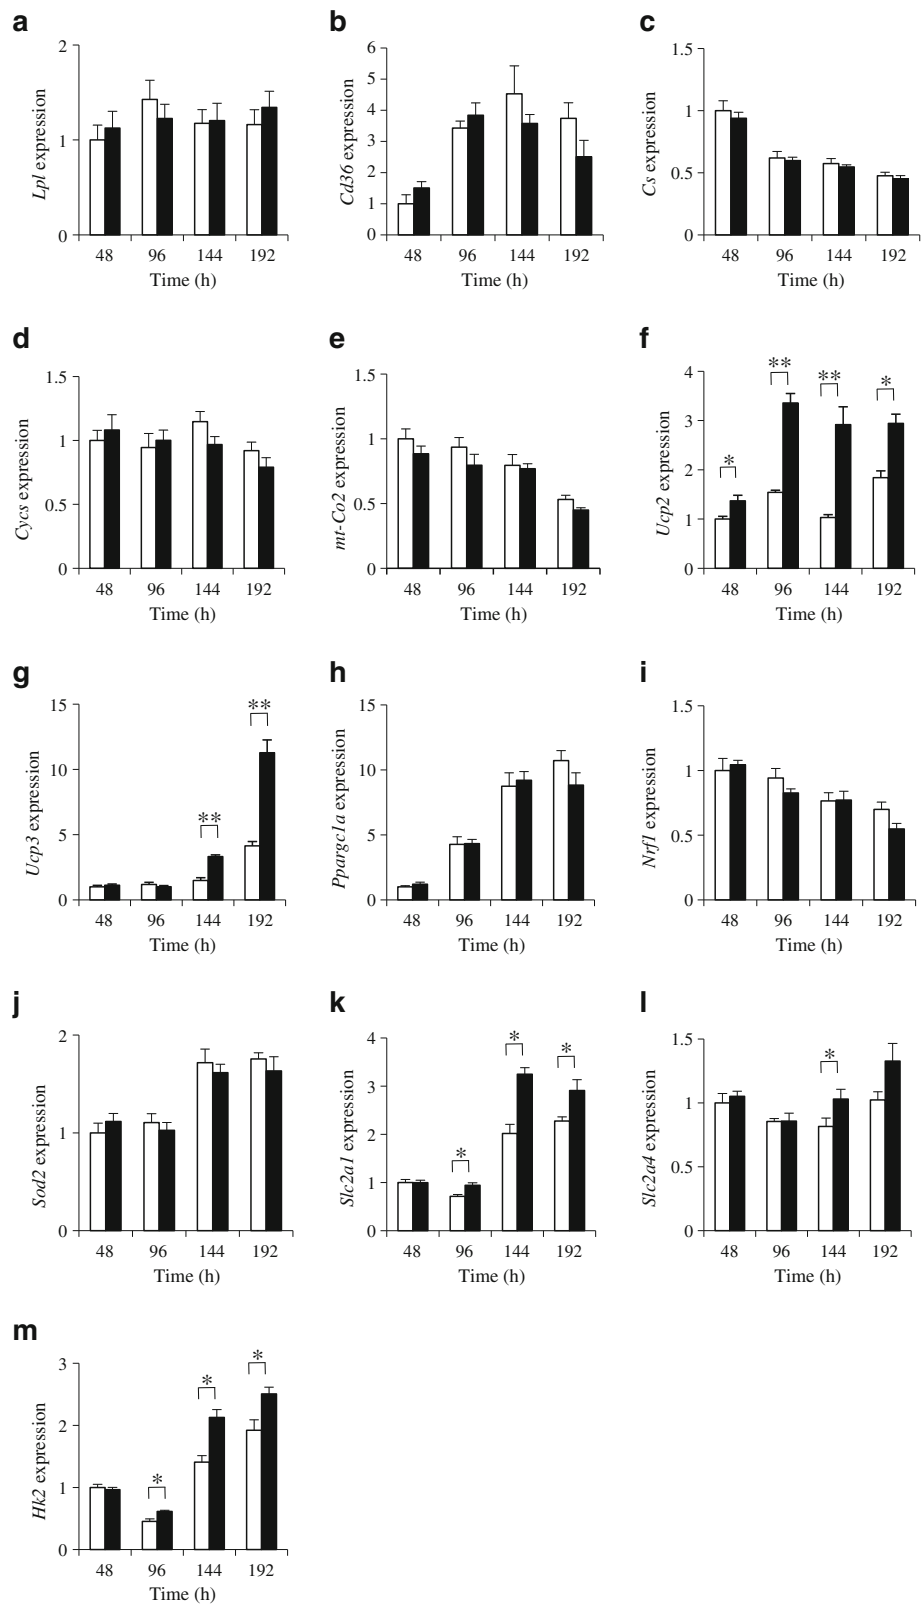 a
Lpl expression
2
1
0
48 96 144 192
Time (h)
b
Cd36 expression
6
5
4
3
2
1
0
48 96 144 192
Time (h)
c
Cs expression
1.5
1
0.5
0
48 96 144 192
Time (h)
d
Cycs expression
1.5
1
0.5
0
48 96 144 192
Time (h)
e
mt-Co2 expression
1.5
1
0.5
0
48 96 144 192
Time (h)
f
Ucp2 expression
4
3
2
1
0
* ** ** *
48 96 144 192
Time (h)
g
Ucp3 expression
15
10
5
0
** **
48 96 144 192
Time (h)
h
Ppargc1a expression
15
10
5
0
48 96 144 192
Time (h)
i
Nrf1 expression
1.5
1
0.5
0
48 96 144 192
Time (h)
j
Sod2 expression
2
1
0
48 96 144 192
Time (h)
k
Slc2a1 expression
4
3
2
1
0
* * *
48 96 144 192
Time (h)
l
Slc2a4 expression
1.5
1
0.5
0
*
48 96 144 192
Time (h)
m
Hk2 expression
3
2
1
0
* * *
48 96 144 192
Time (h)